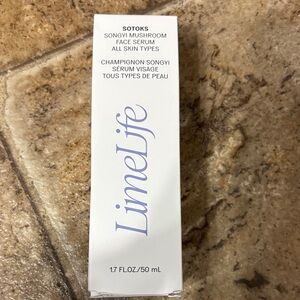 SOTOKS
SONGYI MUSHROOM
FACE SERUM
ALL SKIN TYPES
CHAMPIGNON SONGYI
SÉRUM VISAGE
TOUS TYPES DE PEAU
LimeLife
1.7 FL.OZ./50 mL